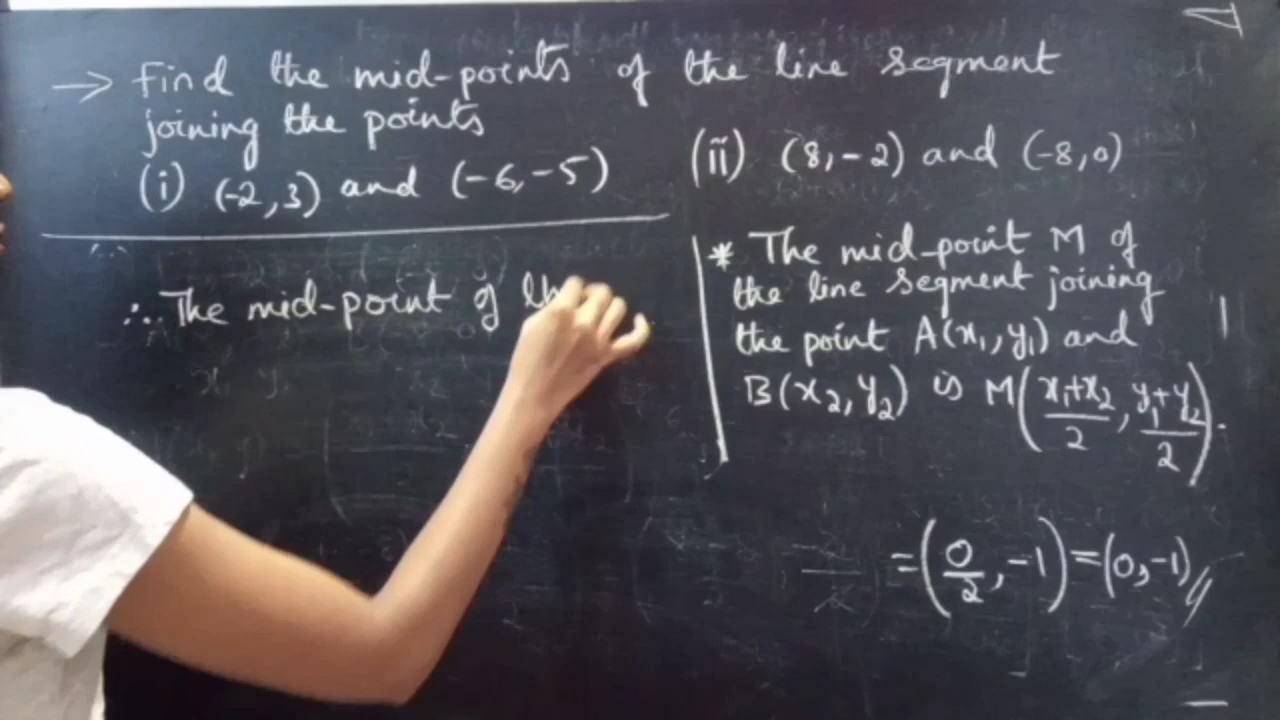 → Find the mid-points of the line segment
joining the points
(i) (-2,3) and (-6,-5)
(ii) (8,-2) and (-8,0)
∴ The mid-point of
* The mid-point M of
the line segment joining
the point A(x₁,y₁) and
B(x₂,y₂) is M((x₁+x₂)/2, (y₁+y₂)/2).
=(0/2,-1)=(0,-1)